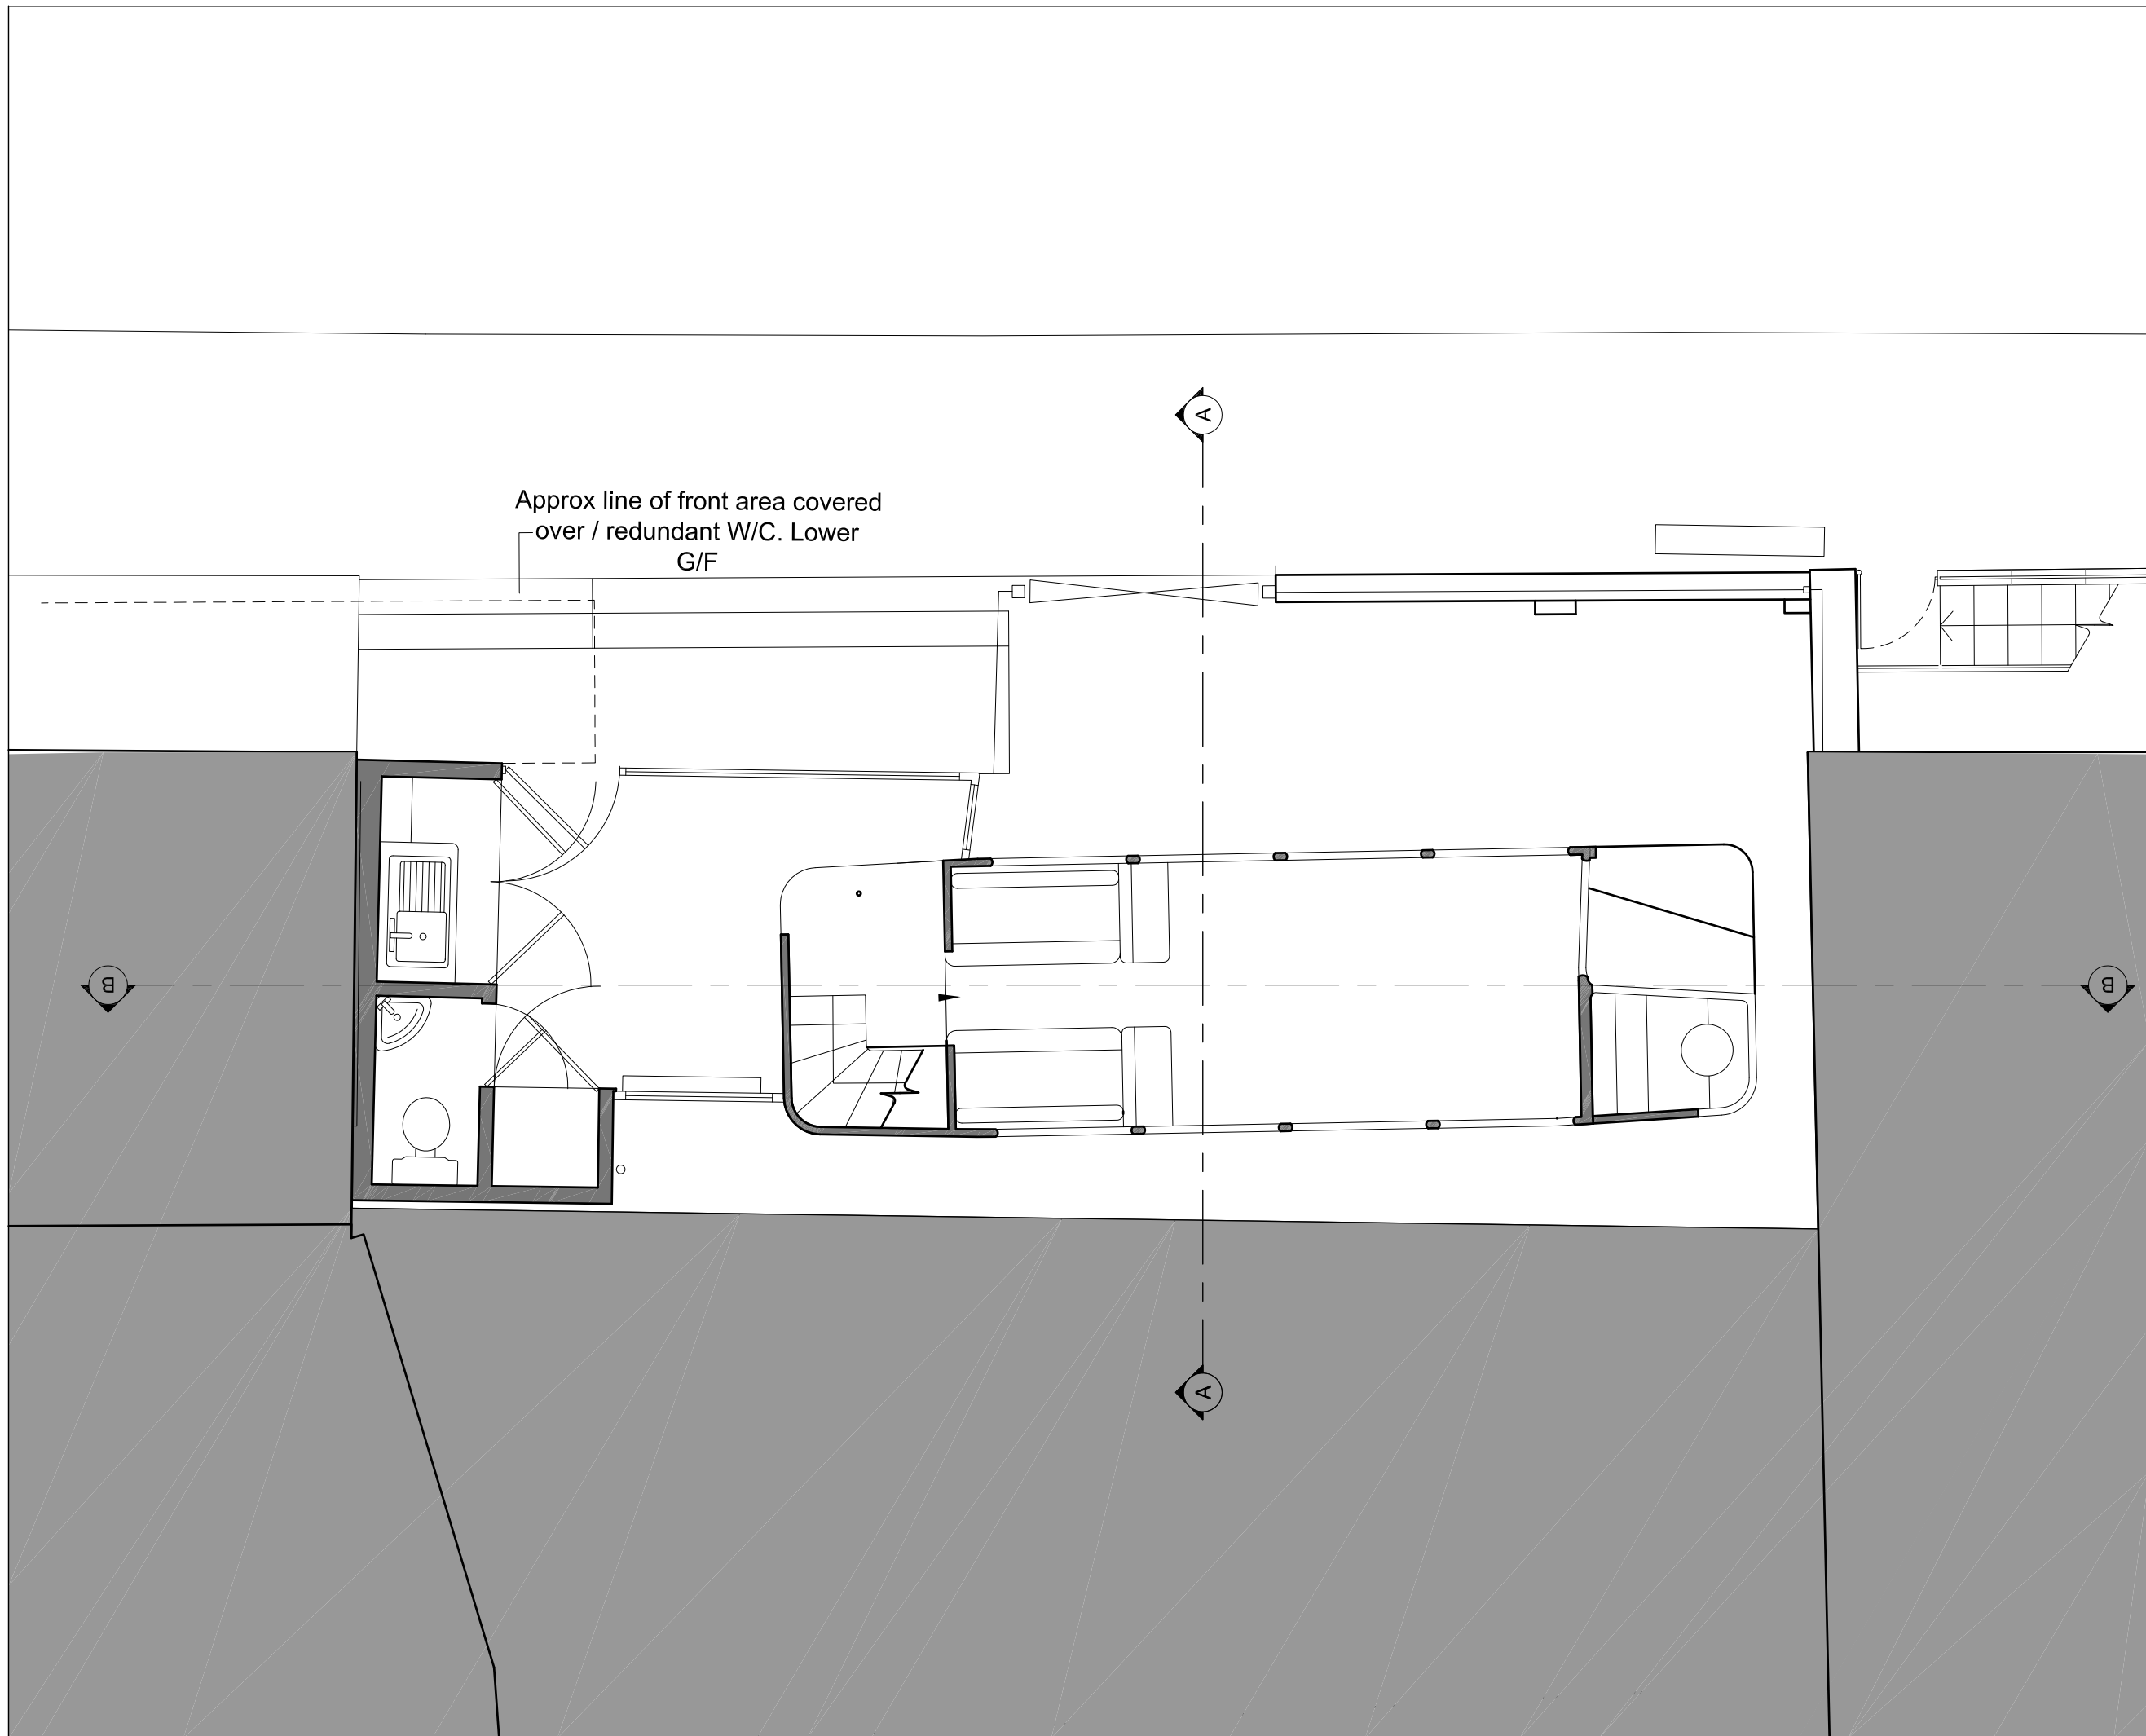 A
Approx line of front area covered
over / redundant W/C. Lower
G/F
B
B
A